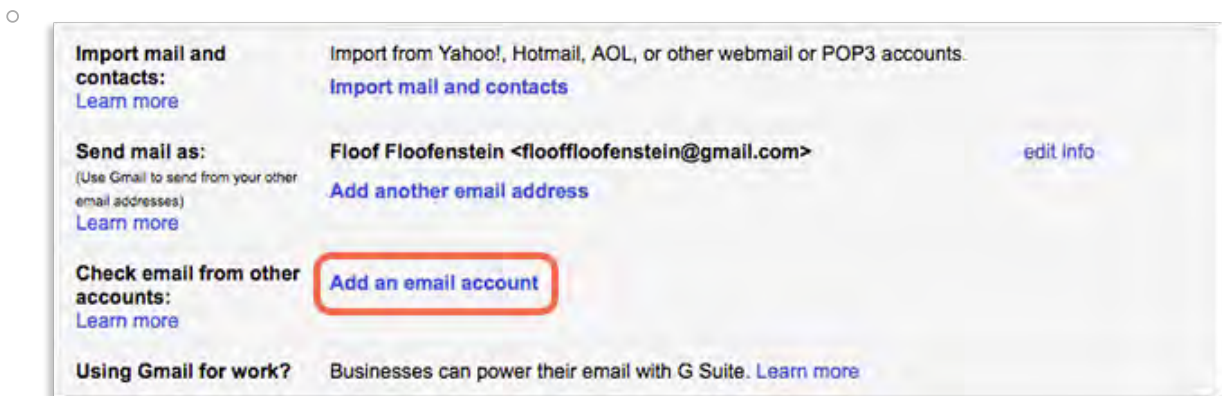 Import mail and contacts:
Learn more
Import from Yahoo!, Hotmail, AOL, or other webmail or POP3 accounts.
Import mail and contacts
Send mail as:
(Use Gmail to send from your other
email addresses)
Learn more
Floof Floofenstein <flooffloofenstein@gmail.com>
edit info
Add another email address
Check email from other
accounts:
Learn more
Add an email account
Using Gmail for work?
Businesses can power their email with G Suite. Learn more